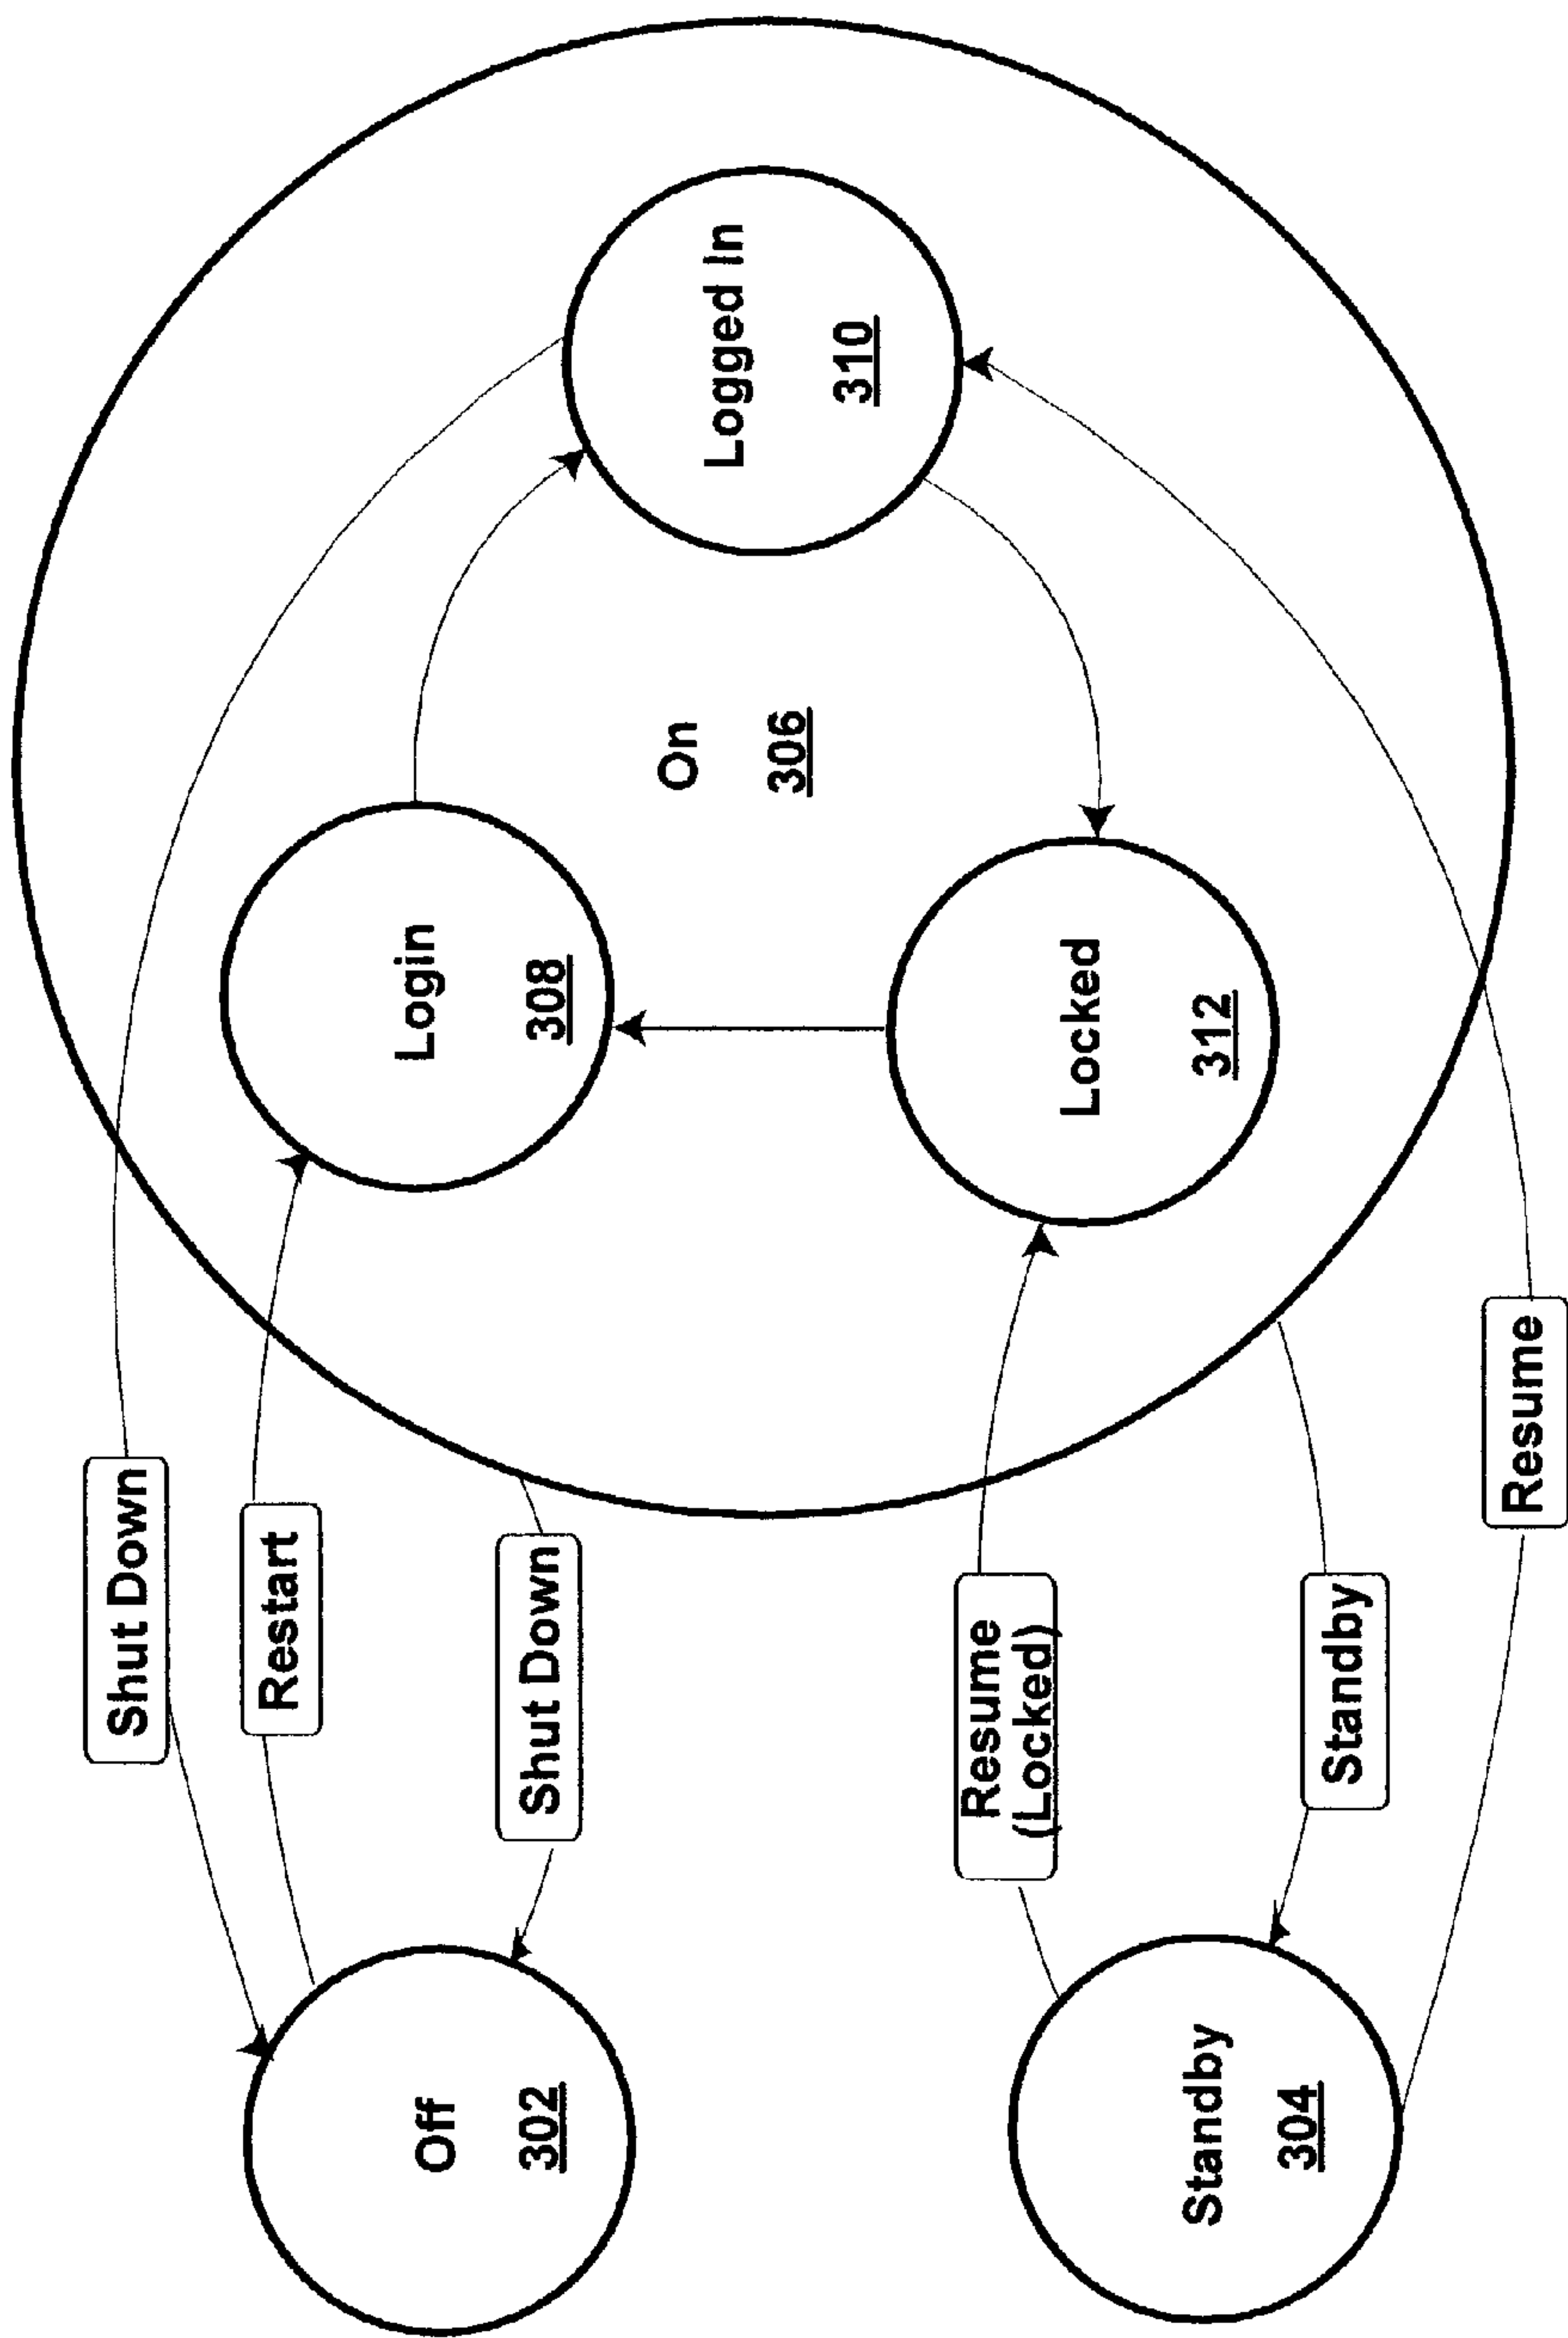 Shut Down
Restart
Shut Down
Resume
(Locked)
Standby
Resume
Off
302
Standby
304
On
306
Login
308
Logged In
310
Locked
312